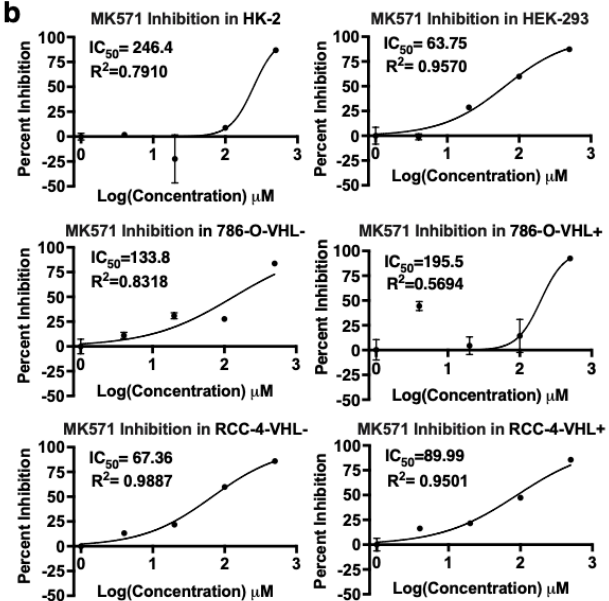 b
MK571 Inhibition in HK-2
IC50= 246.4
R2=0.7910
Percent Inhibition
100
75
50
25
0
-25
-50
0 1 2 3
Log(Concentration) μM
MK571 Inhibition in HEK-293
IC50= 63.75
R2= 0.9570
Percent Inhibition
100
75
50
25
0
-25
-50
1 2 3
Log(Concentration) μM
MK571 Inhibition in 786-O-VHL-
IC50=133.8
R2=0.8318
Percent Inhibition
100
75
50
25
0
-25
-50
1 2 3
Log(Concentration) μM
MK571 Inhibition in 786-O-VHL+
IC50=195.5
R2=0.5694
Percent Inhibition
100
75
50
25
0
-25
-50
1 2 3
Log(Concentration) μM
MK571 Inhibition in RCC-4-VHL-
IC50= 67.36
R2= 0.9887
Percent Inhibition
100
75
50
25
0
-25
-50
1 2 3
Log(Concentration) μM
MK571 Inhibition in RCC-4-VHL+
IC50=89.99
R2= 0.9501
Percent Inhibition
100
75
50
25
0
-25
-50
0 1 2 3
Log(Concentration) μM